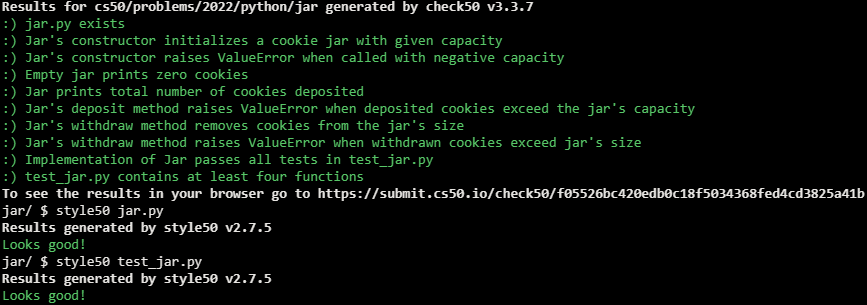 Results for cs50/problems/2022/python/jar generated by check50 v3.3.7
:) jar.py exists
:) Jar's constructor initializes a cookie jar with given capacity
:) Jar's constructor raises ValueError when called with negative capacity
:) Empty jar prints zero cookies
:) Jar prints total number of cookies deposited
:) Jar's deposit method raises ValueError when deposited cookies exceed the jar's capacity
:) Jar's withdraw method removes cookies from the jar's size
:) Jar's withdraw method raises ValueError when withdrawn cookies exceed jar's size
:) Implementation of Jar passes all tests in test_jar.py
:) test_jar.py contains at least four functions
To see the results in your browser go to https://submit.cs50.io/check50/f05526bc420edb0c18f5034368fed4cd3825a41b
jar/ $ style50 jar.py
Results generated by style50 v2.7.5
Looks good!
jar/ $ style50 test_jar.py
Results generated by style50 v2.7.5
Looks good!